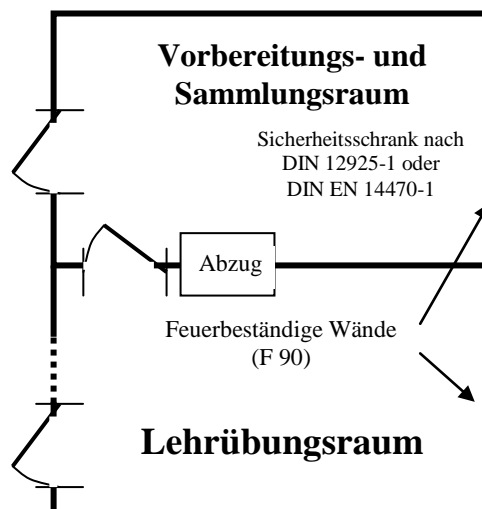 Vorbereitungs- und
Sammlungsraum
Sicherheitsschrank nach
DIN 12925-1 oder
DIN EN 14470-1
Abzug
Feuerbeständige Wände
(F 90)
Lehrübungsraum